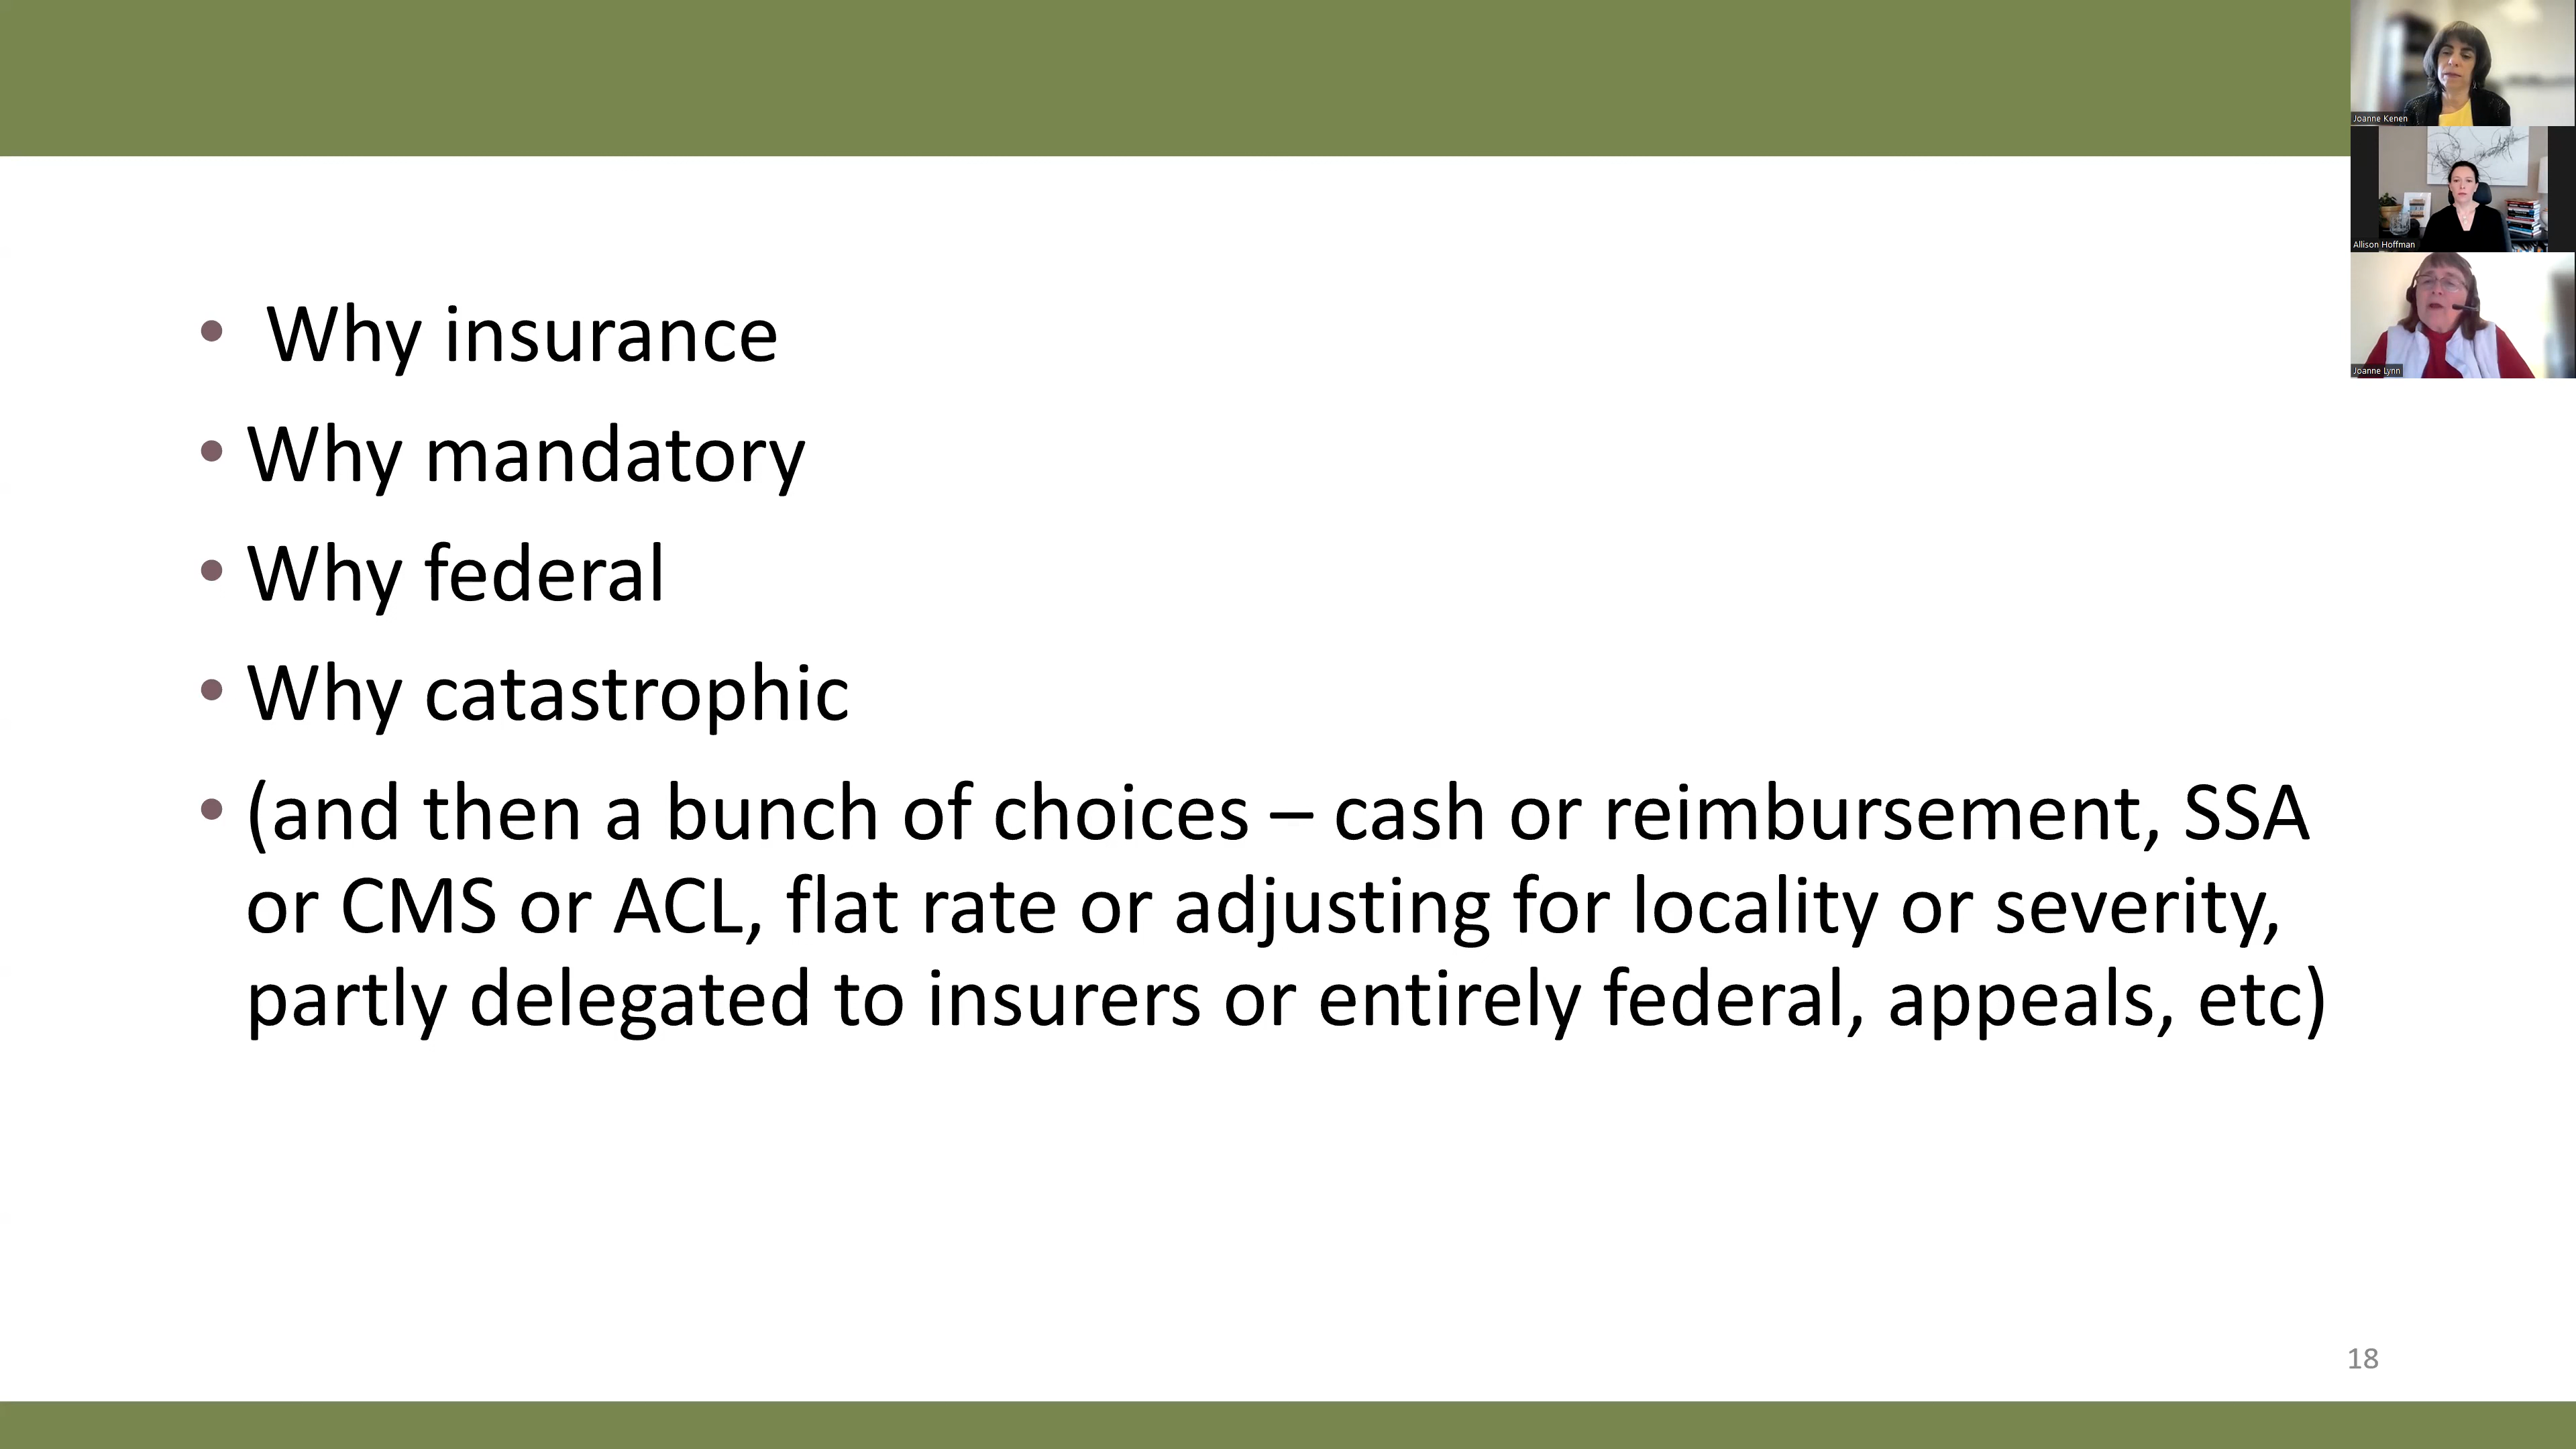 Joanne Kenen
Allison Hoffman
Joanne Lynn
• Why insurance
• Why mandatory
• Why federal
• Why catastrophic
• (and then a bunch of choices – cash or reimbursement, SSA
or CMS or ACL, flat rate or adjusting for locality or severity,
partly delegated to insurers or entirely federal, appeals, etc)
18